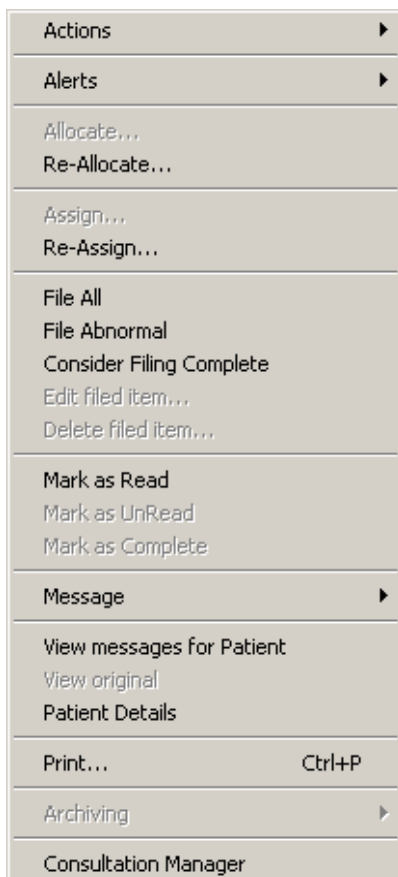 Actions
Alerts
Allocate...
Re-Allocate...
Assign...
Re-Assign...
File All
File Abnormal
Consider Filing Complete
Edit filed item...
Delete filed item...
Mark as Read
Mark as UnRead
Mark as Complete
Message
View messages for Patient
View original
Patient Details
Print... Ctrl+P
Archiving
Consultation Manager